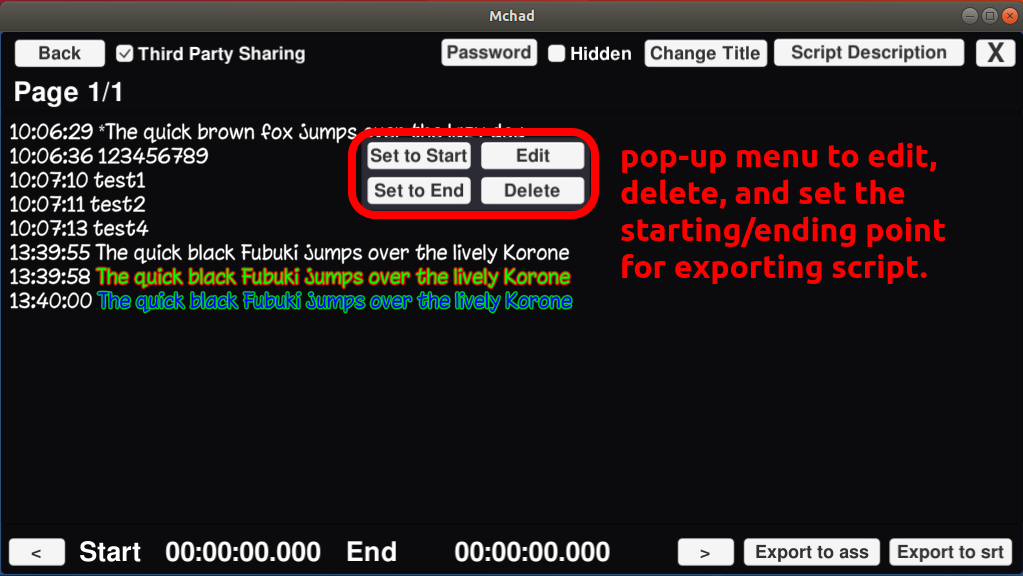 Mchad
Back Third Party Sharing Password Hidden Change Title Script Description X
Page 1/1
10:06:29 *The quick brown fox jumps over the lazy dog
Set to Start Edit
10:06:36 123456789
10:07:10 test1
Set to End Delete
10:07:11 test2
10:07:13 test4
pop-up menu to edit,
delete, and set the
starting/ending point
for exporting script.
13:39:55 The quick black Fubuki jumps over the lively Korone
13:39:58 The quick black Fubuki jumps over the lively Korone
13:40:00 The quick black Fubuki jumps over the lively Korone
< Start 00:00:00.000 End 00:00:00.000 > Export to ass Export to srt